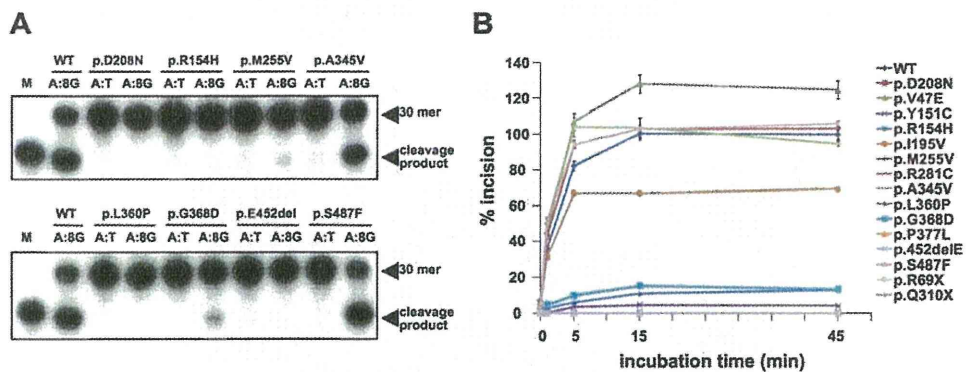 A
WT p.D208N p.R154H p.M255V p.A345V
M A:8G A:T A:8G A:T A:8G A:T A:8G A:T A:8G
30 mer
cleavage
product
WT p.L360P p.G368D p.E452del p.S487F
M A:8G A:T A:8G A:T A:8G A:T A:8G A:T A:8G
30 mer
cleavage
product
B
% incision
140
120
100
80
60
40
20
0
0 5 15 45
incubation time (min)
WT
p.D208N
p.V47E
p.Y151C
p.R154H
p.I195V
p.M255V
p.R281C
p.A345V
p.L360P
p.G368D
p.P377L
p.452delE
p.S487F
p.R69X
p.Q310X